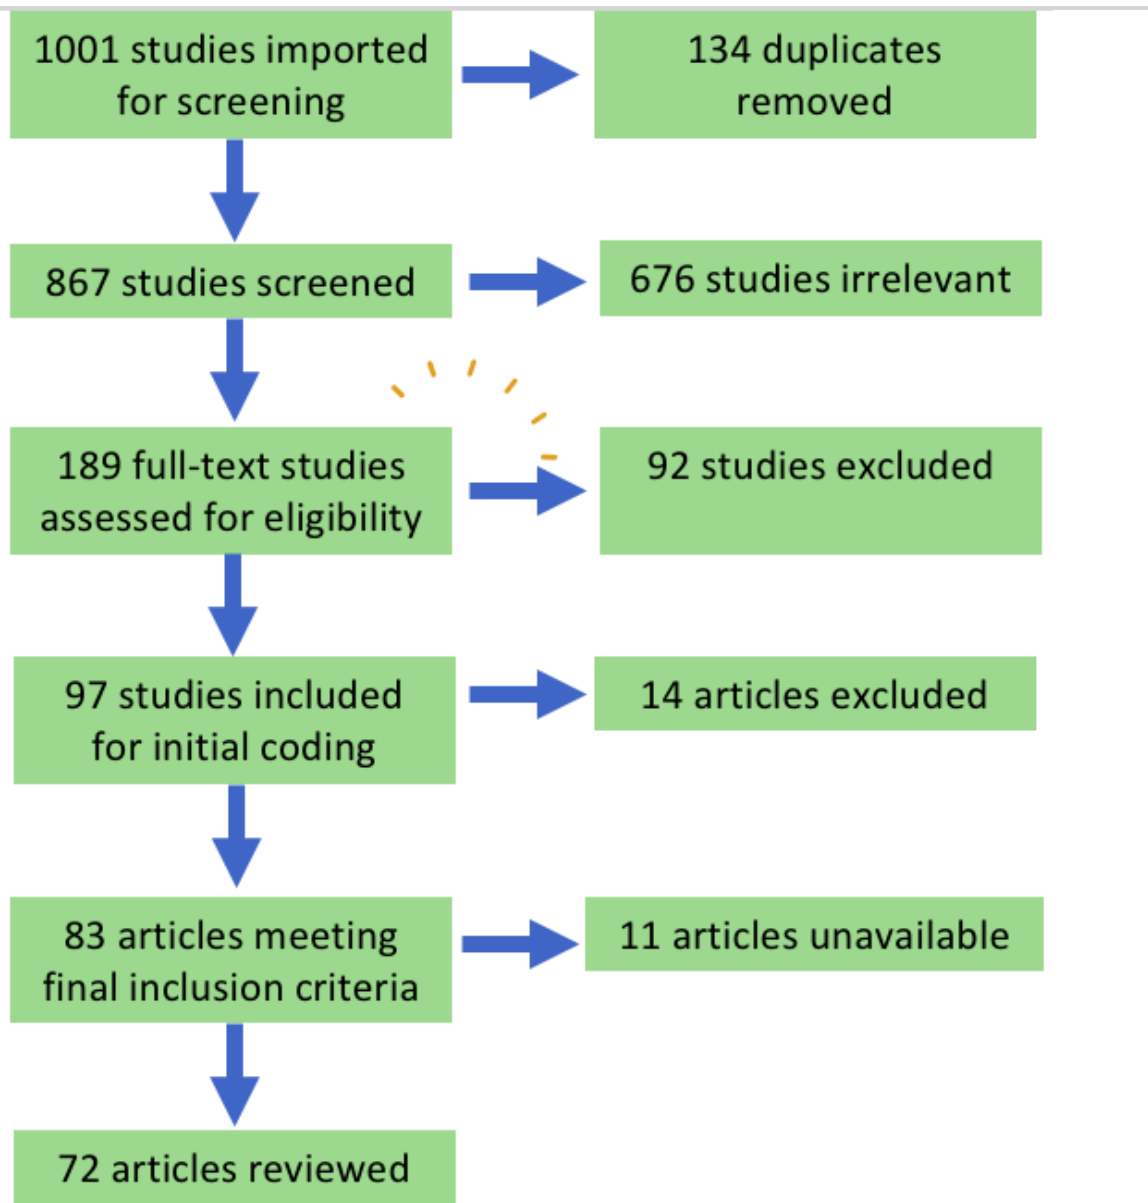 1001 studies imported
for screening
134 duplicates
removed
867 studies screened
676 studies irrelevant
189 full-text studies
assessed for eligibility
92 studies excluded
97 studies included
for initial coding
14 articles excluded
83 articles meeting
final inclusion criteria
11 articles unavailable
72 articles reviewed